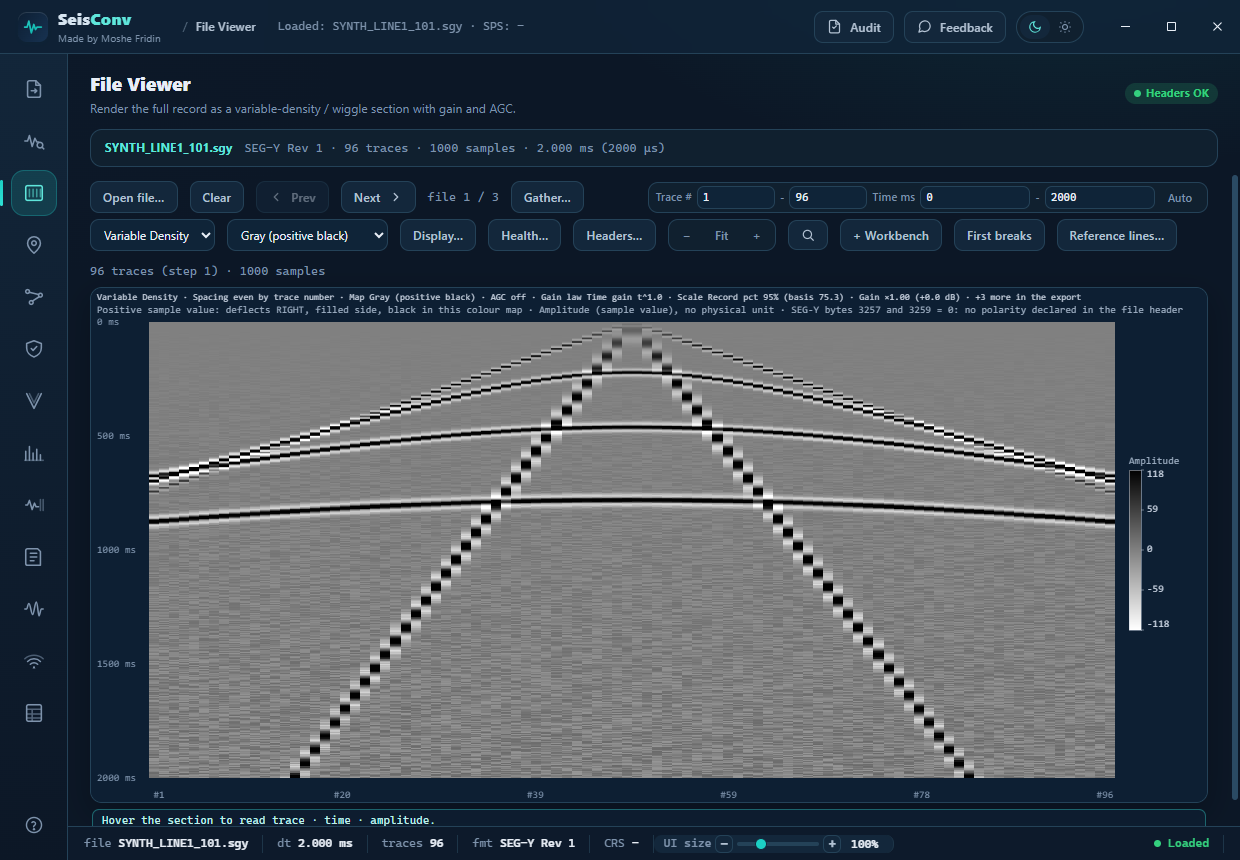 SeisConv
Made by Moshe Fridin
/ File Viewer
Loaded: SYNTH_LINE1_101.sgy · SPS: –
Audit
Feedback
File Viewer
Render the full record as a variable-density / wiggle section with gain and AGC.
Headers OK
SYNTH_LINE1_101.sgy SEG-Y Rev 1 · 96 traces · 1000 samples · 2.000 ms (2000 µs)
Open file… Clear Prev Next file 1 / 3 Gather… Trace # 1 - 96 Time ms 0 - 2000 Auto
Variable Density Gray (positive black) Display… Health… Headers… – Fit + + Workbench First breaks Reference lines…
96 traces (step 1) · 1000 samples
Variable Density · Spacing even by trace number · Map Gray (positive black) · AGC off · Gain law Time gain t^1.0 · Scale Record pct 95% (basis 75.3) · Gain ×1.00 (+0.0 dB) · +3 more in the export
Positive sample value: deflects RIGHT, filled side, black in this colour map · Amplitude (sample value), no physical unit · SEG-Y bytes 3257 and 3259 = 0: no polarity declared in the file header
0 ms
500 ms
1000 ms
1500 ms
2000 ms
Amplitude
118
59
0
-59
-118
#1 #20 #39 #59 #78 #96
Hover the section to read trace · time · amplitude.
file SYNTH_LINE1_101.sgy dt 2.000 ms traces 96 fmt SEG-Y Rev 1 CRS – UI size – + 100% Loaded